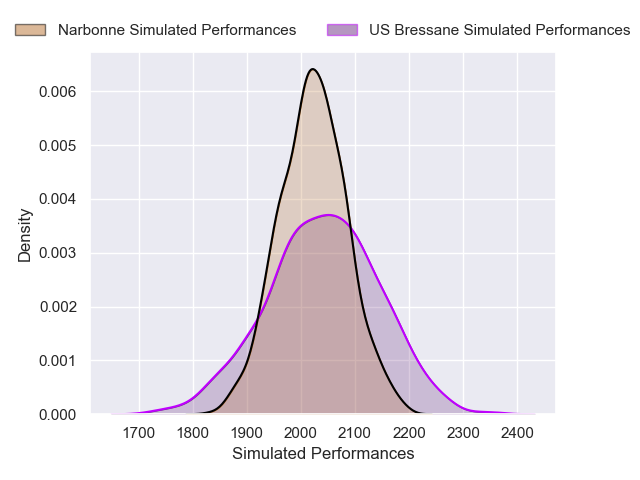 Narbonne Simulated Performances
US Bressane Simulated Performances
0.006
0.005
0.004
0.003
0.002
0.001
0.000
Density
1700 1800 1900 2000 2100 2200 2300 2400
Simulated Performances